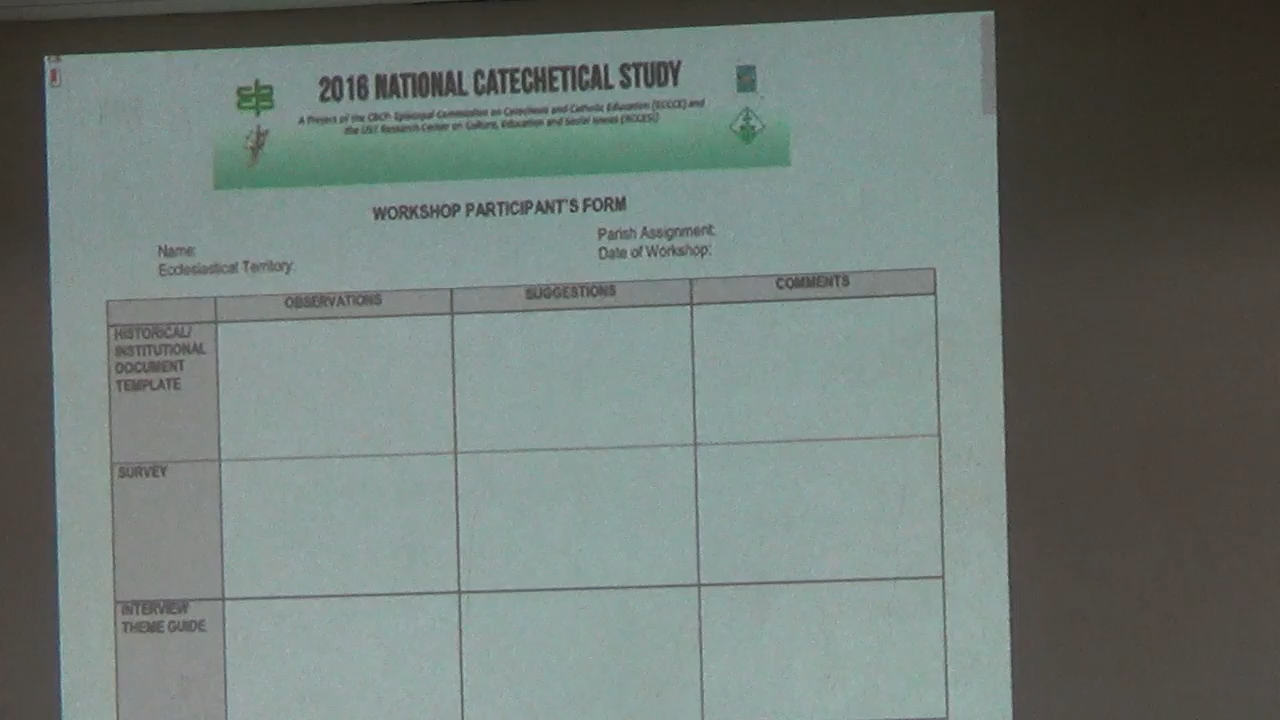 2016 NATIONAL CATECHETICAL STUDY
A Project of the CBCP Episcopal Commission on Catechesis and Catholic Education (ECCCE) and
the UST Research Center on Culture, Education and Social Issues (RCCESI)
WORKSHOP PARTICIPANT'S FORM
Name:
Parish Assignment:
Ecclesiastical Territory:
Date of Workshop:
OBSERVATIONS SUGGESTIONS COMMENTS
HISTORICAL/
INSTITUTIONAL
DOCUMENT
TEMPLATE
SURVEY
INTERVIEW
THEME GUIDE